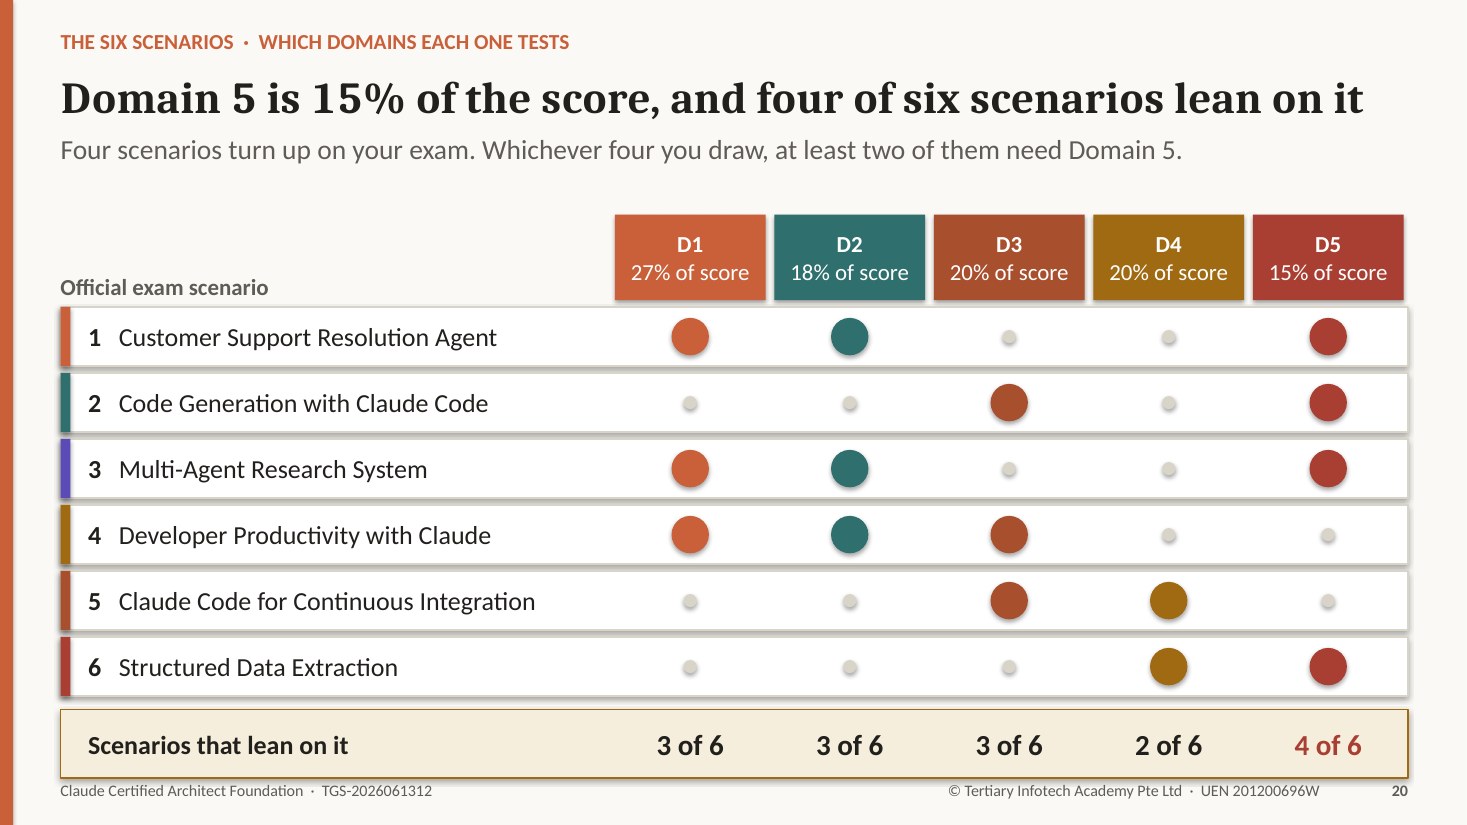 THE SIX SCENARIOS · WHICH DOMAINS EACH ONE TESTS
Domain 5 is 15% of the score, and four of six scenarios lean on it
Four scenarios turn up on your exam. Whichever four you draw, at least two of them need Domain 5.
Official exam scenario
D1
27% of score
D2
18% of score
D3
20% of score
D4
20% of score
D5
15% of score
1 Customer Support Resolution Agent
2 Code Generation with Claude Code
3 Multi-Agent Research System
4 Developer Productivity with Claude
5 Claude Code for Continuous Integration
6 Structured Data Extraction
Scenarios that lean on it 3 of 6 3 of 6 3 of 6 2 of 6 4 of 6
Claude Certified Architect Foundation · TGS-2026061312 © Tertiary Infotech Academy Pte Ltd · UEN 201200696W 20